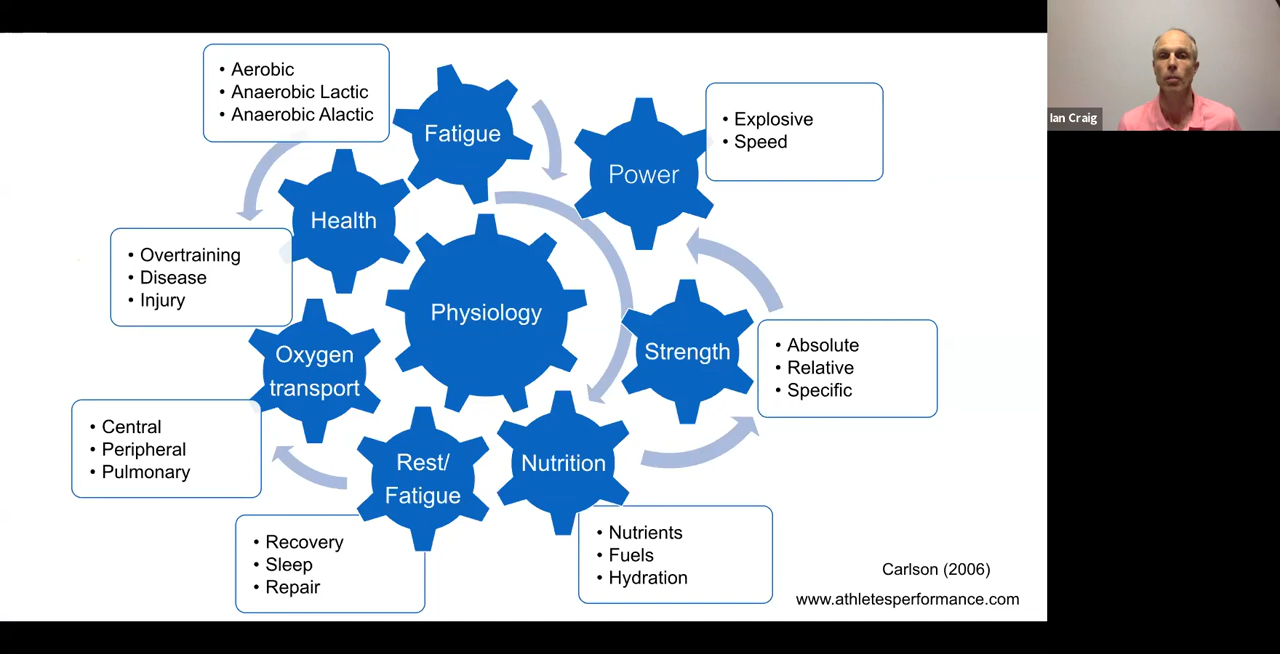 • Aerobic
• Anaerobic Lactic
• Anaerobic Alactic
Fatigue
Power
• Explosive
• Speed
Ian Craig
Health
• Overtraining
• Disease
• Injury
Physiology
Strength
• Absolute
• Relative
• Specific
Oxygen
transport
• Central
• Peripheral
• Pulmonary
Rest/
Fatigue
Nutrition
• Recovery
• Sleep
• Repair
• Nutrients
• Fuels
• Hydration
Carlson (2006)
www.athletesperformance.com